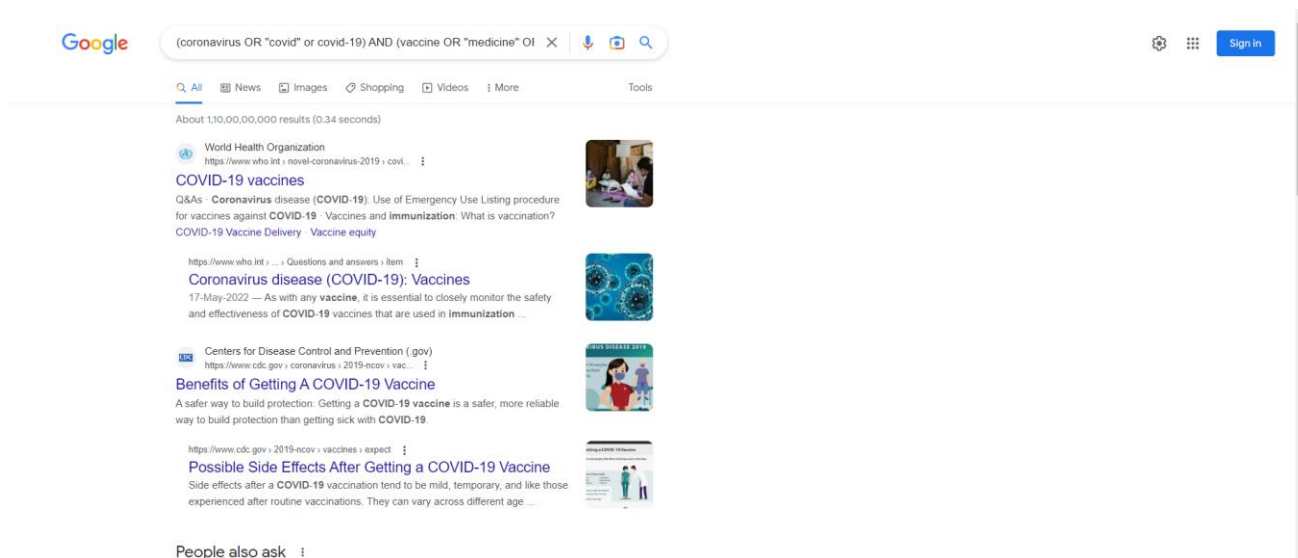 Google
(coronavirus OR "covid" or covid-19) AND (vaccine OR "medicine" OF
Sign in
All News Images Shopping Videos More Tools
About 1,10,00,00,000 results (0.34 seconds)
World Health Organization
https://www.who.int › novel-coronavirus-2019 › covi...
COVID-19 vaccines
Q&As · Coronavirus disease (COVID-19): Use of Emergency Use Listing procedure
for vaccines against COVID-19 · Vaccines and immunization: What is vaccination?
COVID-19 Vaccine Delivery · Vaccine equity
https://www.who.int › ... › Questions and answers › item
Coronavirus disease (COVID-19): Vaccines
17-May-2022 — As with any vaccine, it is essential to closely monitor the safety
and effectiveness of COVID-19 vaccines that are used in immunization ...
CDC
Centers for Disease Control and Prevention (.gov)
https://www.cdc.gov › coronavirus › 2019-ncov › vac...
VIRUS DISEASE 2019
Benefits of Getting A COVID-19 Vaccine
A safer way to build protection: Getting a COVID-19 vaccine is a safer, more reliable
way to build protection than getting sick with COVID-19.
https://www.cdc.gov › 2019-ncov › vaccines › expect
Possible Side Effects After Getting a COVID-19 Vaccine
Side effects after a COVID-19 vaccination tend to be mild, temporary, and like those
experienced after routine vaccinations. They can vary across different age ...
People also ask